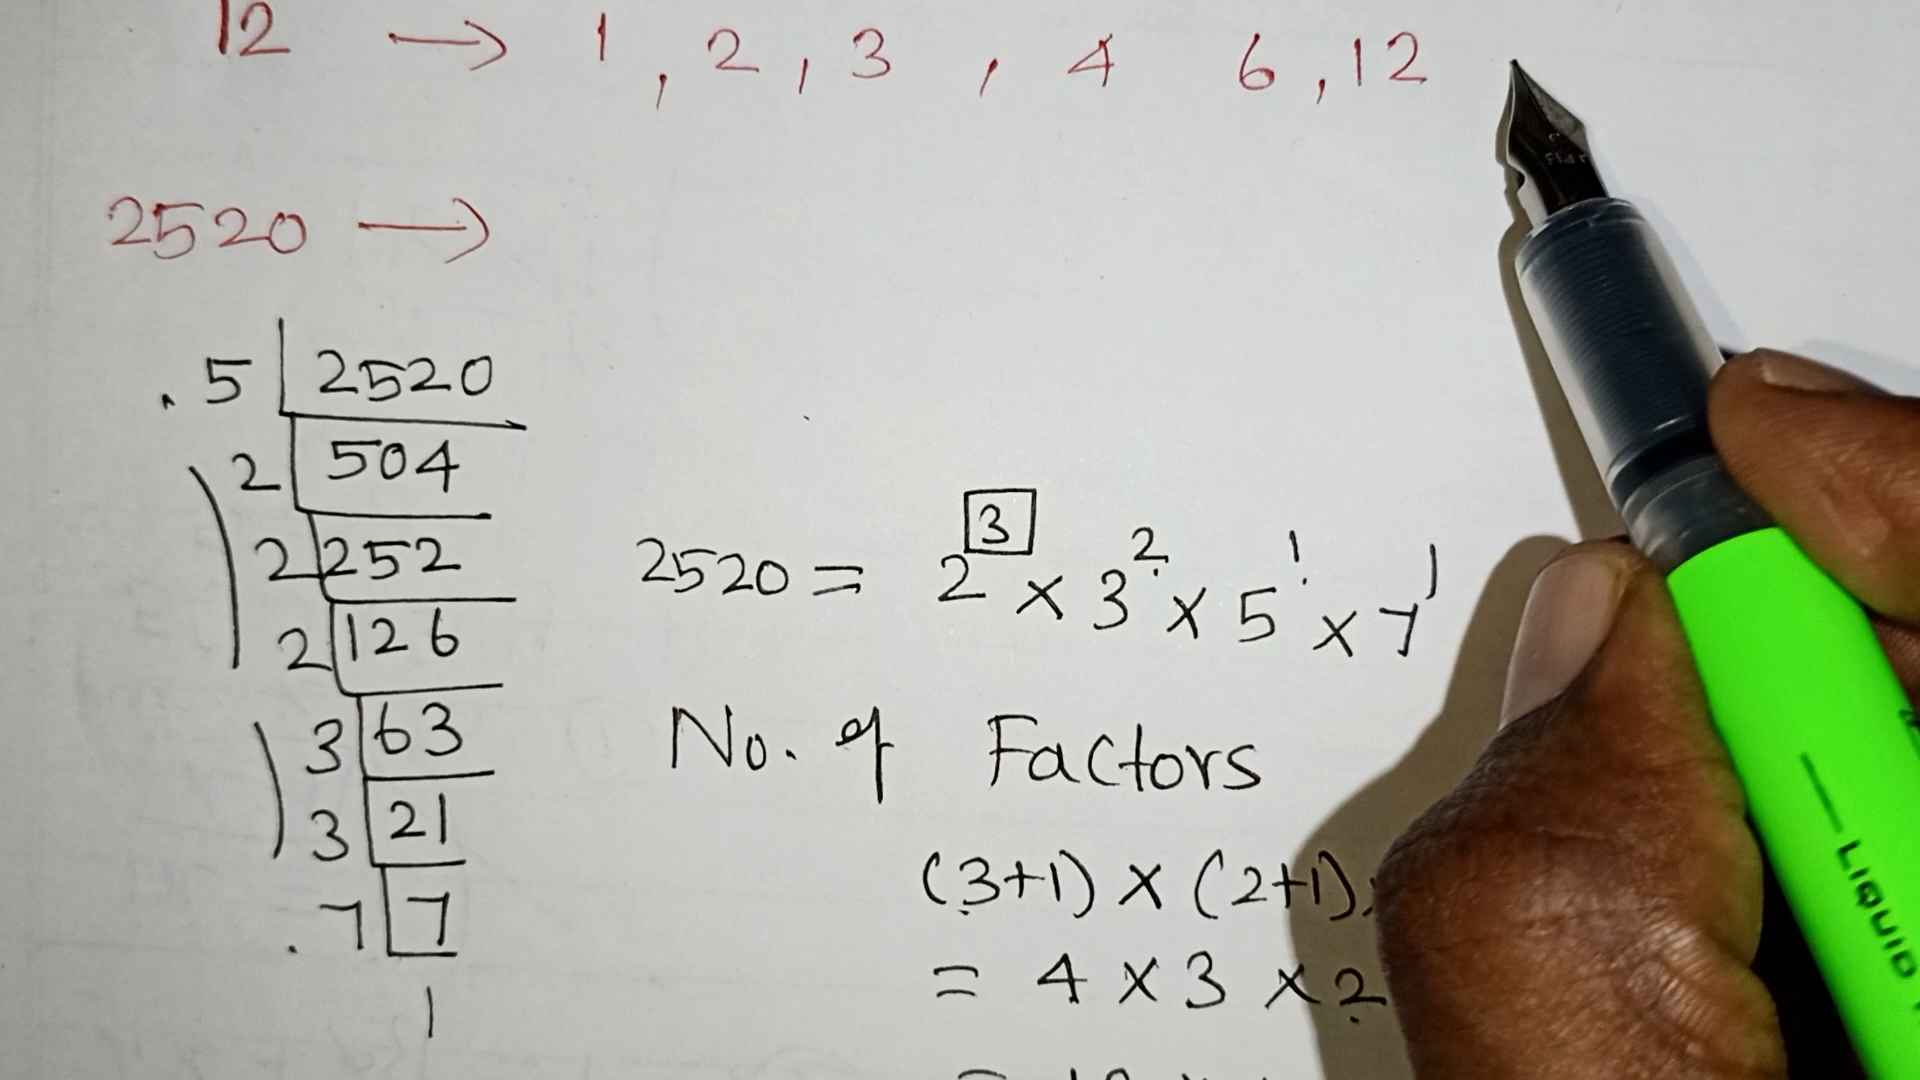 12 → 1, 2, 3, 4 6, 12
2520 →
. 5 | 2520
2 | 504
2 | 252
2 | 126
3 | 63
3 | 21
. 7 | 7
1
2520 = 2^3 × 3^2 × 5^1 × 7^1
No. of Factors
(3+1) × (2+1)
= 4 × 3 × 2
LIQUID